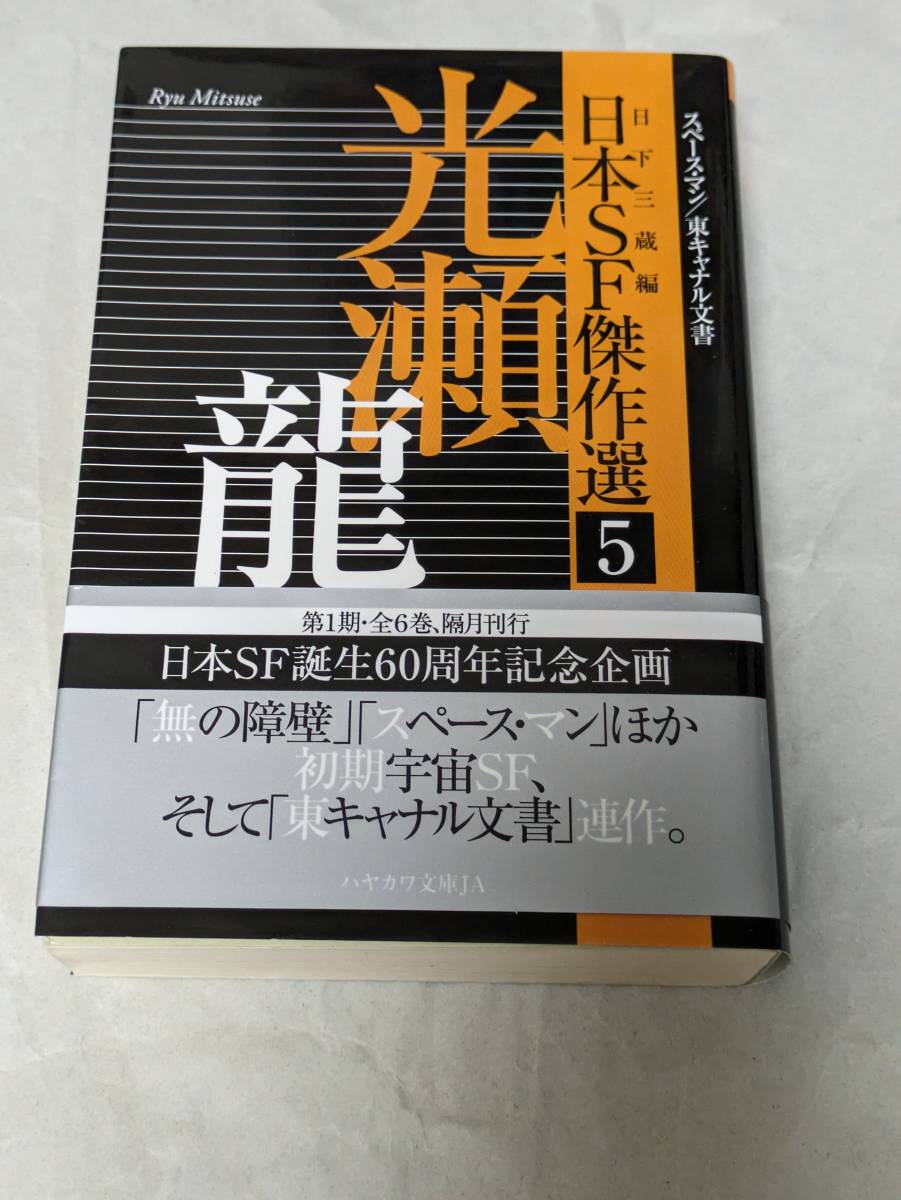 スペース・マン/東キャナル文書
日下三蔵編
日本SF傑作選5
Ryu Mitsuse
光瀬
龍
第1期・全6巻、隔月刊行
日本SF誕生60周年記念企画
「無の障壁」「スペース・マン」ほか
初期宇宙SF、
そして「東キャナル文書」連作。
ハヤカワ文庫JA